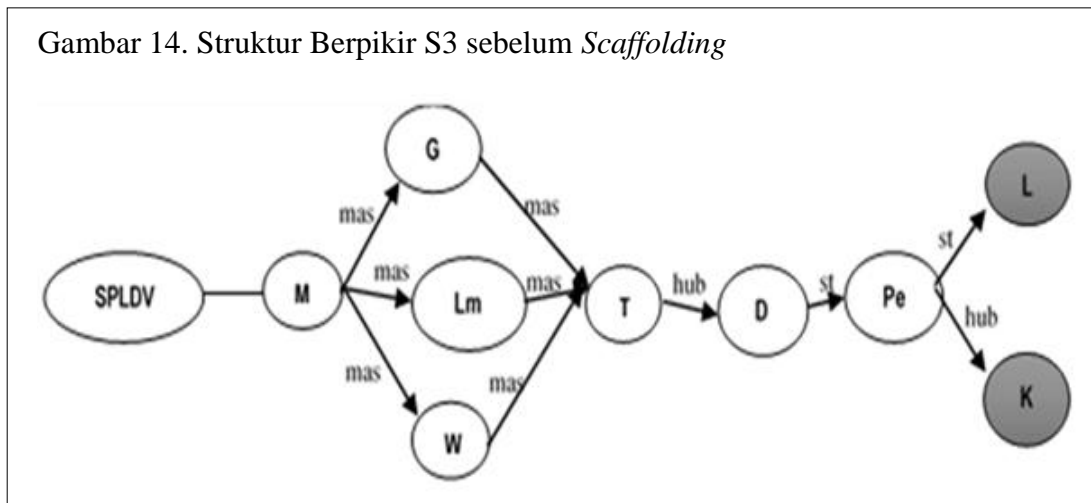 Gambar 14. Struktur Berpikir S3 sebelum Scaffolding
G
mas
mas
L
st
SPLDV
M
mas
Lm
mas
T
hub
D
st
Pe
hub
mas
mas
K
W